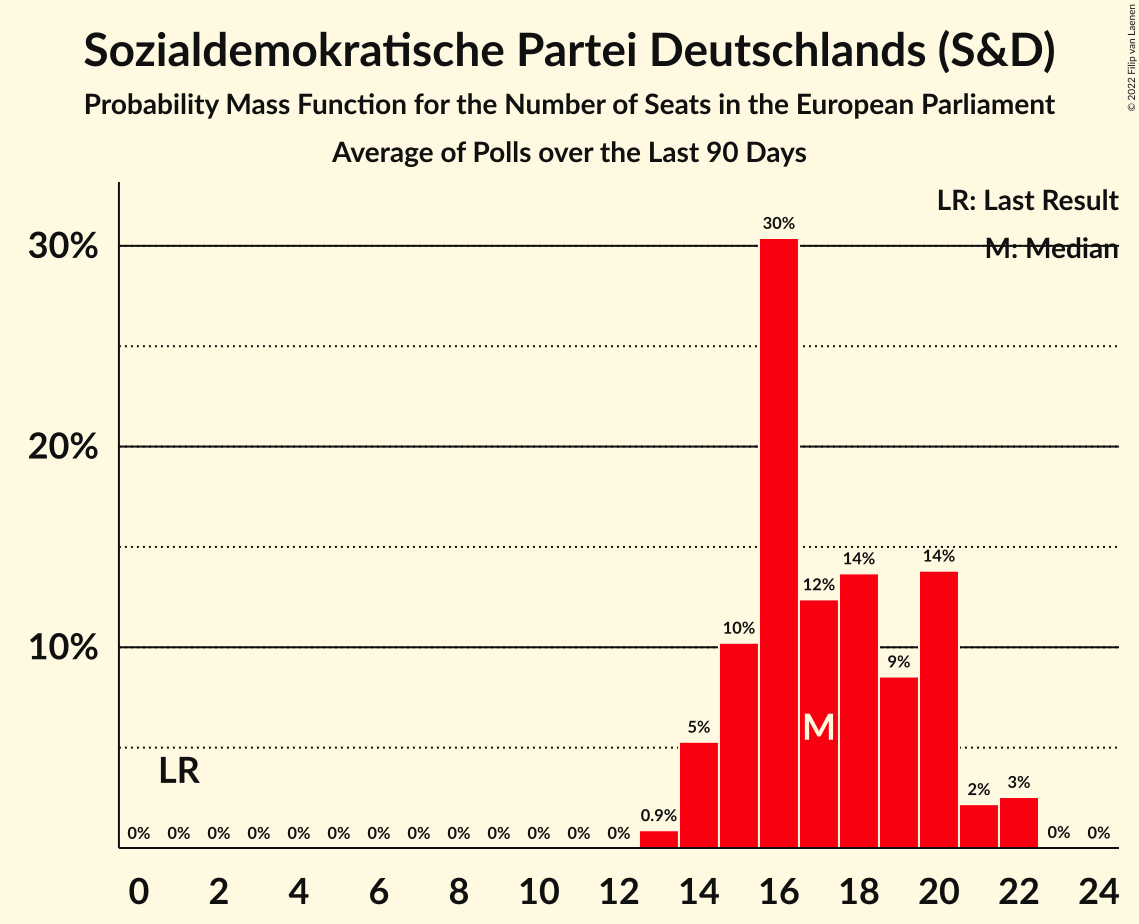 Sozialdemokratische Partei Deutschlands (S&D)
Probability Mass Function for the Number of Seats in the European Parliament
Average of Polls over the Last 90 Days
© 2022 Filip van Laenen
LR: Last Result
M: Median
30%
20%
10%
30%
14%
14%
12%
10%
9%
5%
M
LR
3%
2%
0.9%
0% 0% 0% 0% 0% 0% 0% 0% 0% 0% 0% 0% 0% 0% 0%
0 2 4 6 8 10 12 14 16 18 20 22 24